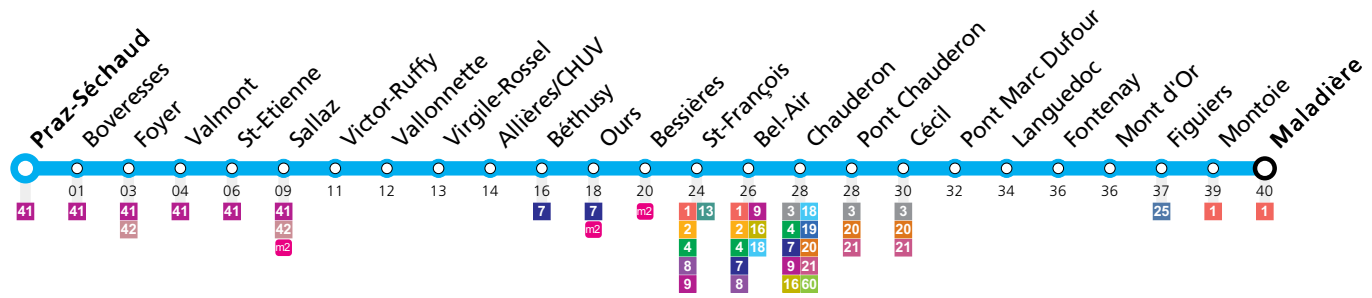 Praz-Séchaud
Boveresses
Foyer
Valmont
St-Etienne
Sallaz
Victor-Ruffy
Vallonnette
Virgile-Rossel
Allières/CHUV
Béthusy
Ours
Bessières
St-François
Bel-Air
Chauderon
Pont Chauderon
Cécil
Pont Marc Dufour
Languedoc
Fontenay
Mont d'Or
Figuiers
Montoie
Maladière
01 03 04 06 09 11 12 13 14 16 18 20 24 26 28 28 30 32 34 36 36 37 39 40
41 41 41 41 41 41 7 7 m2 1 13 1 9 3 18 3 3 25 1 1
42 42 m2 2 2 16 4 19 20 20
m2 4 4 18 7 20 21 21
8 7 9 21
9 8 16 60